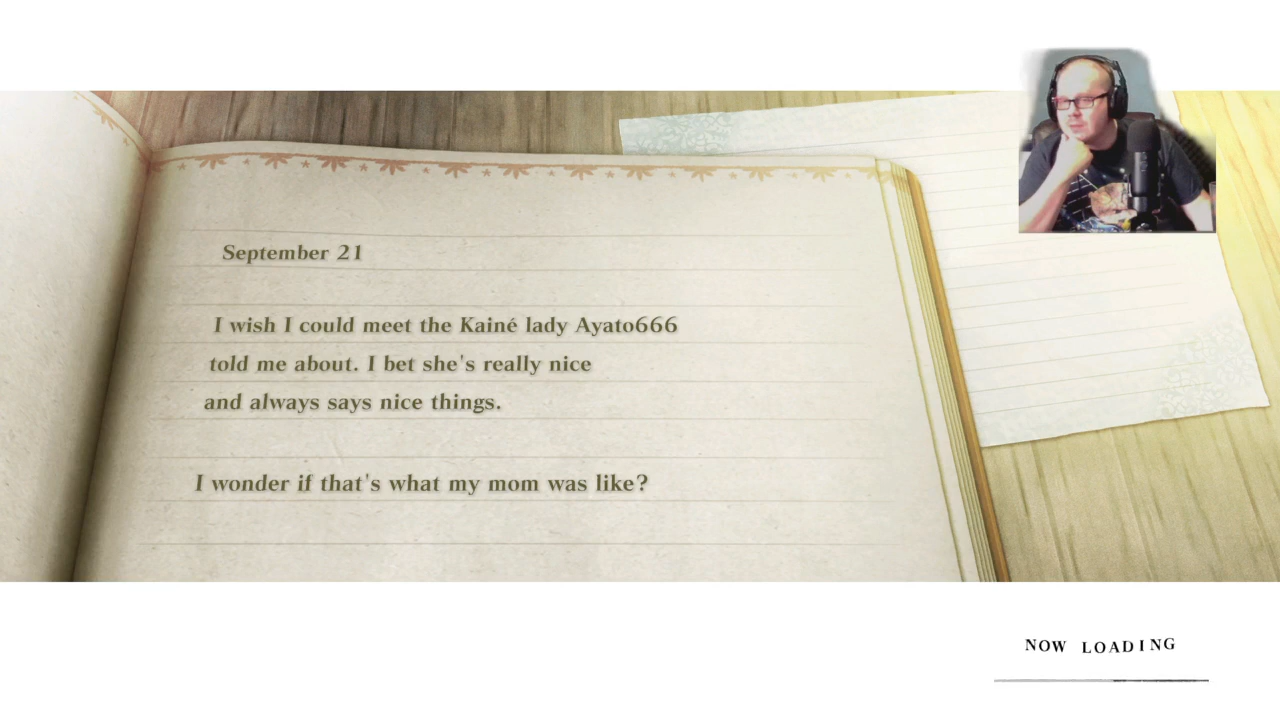 September 21
I wish I could meet the Kainé lady Ayato666
told me about. I bet she's really nice
and always says nice things.
I wonder if that's what my mom was like?
NOW LOADING